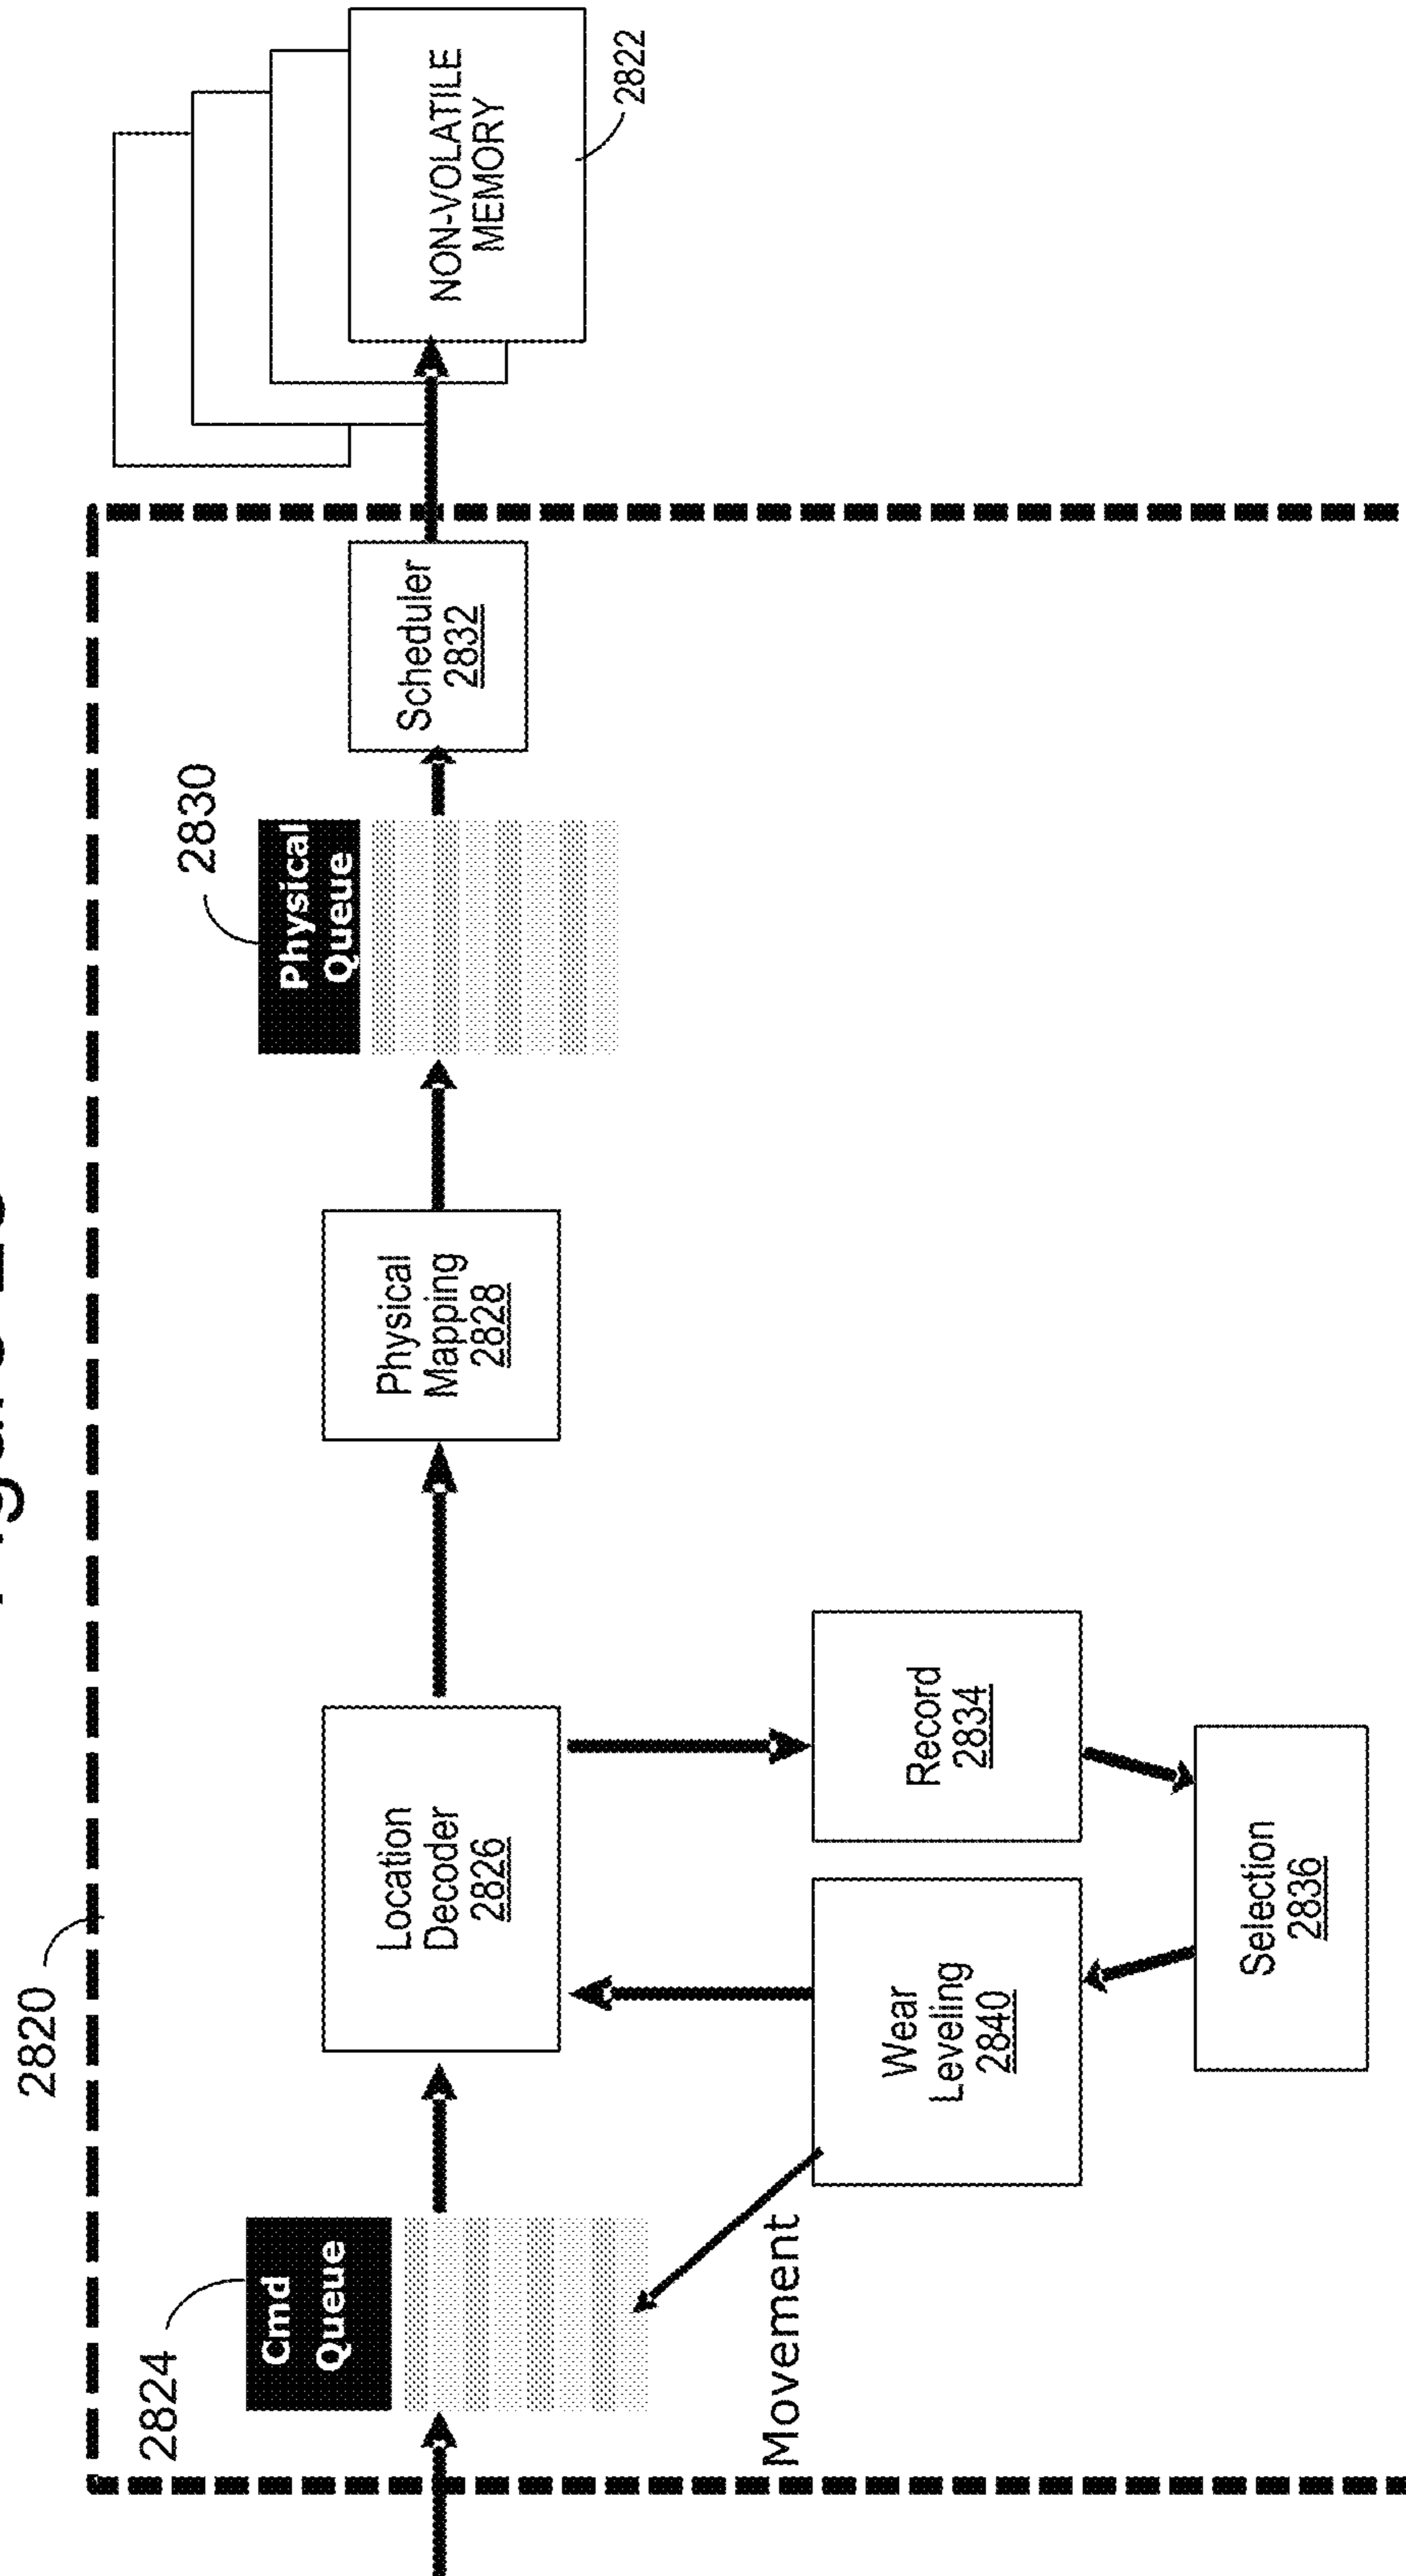 2820
2824
Cmd
Queue
Location
Decoder
2826
Physical
Mapping
2828
2830
Physical
Queue
Scheduler
2832
NON-VOLATILE
MEMORY
2822
Movement
Wear
Leveling
2840
Record
2834
Selection
2836